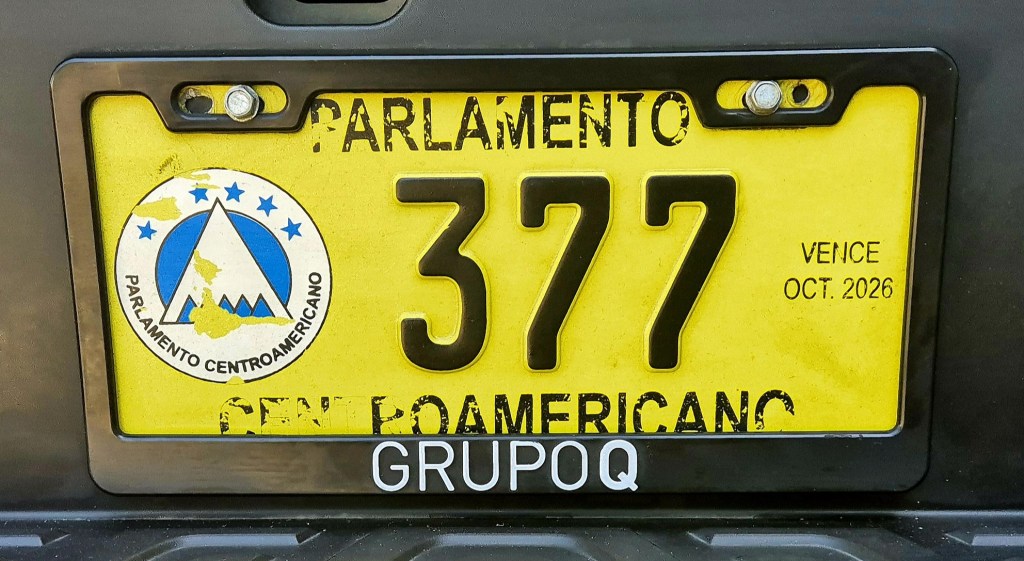 PARLAMENTO
377
PARLAMENTO CENTROAMERICANO
VENCE
OCT. 2026
CENTROAMERICANO
GRUPOQ